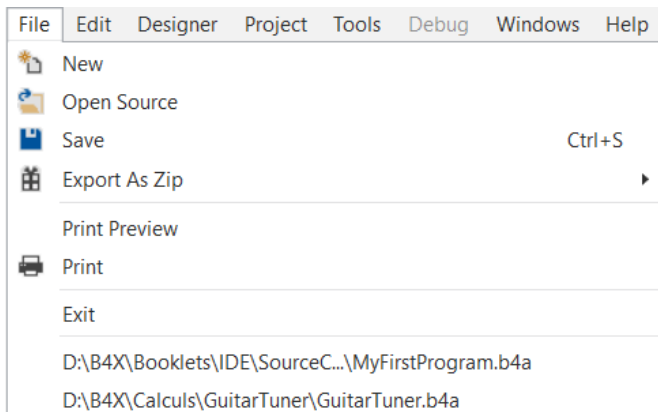 File Edit Designer Project Tools Debug Windows Help
New
Open Source
Save Ctrl+S
Export As Zip
Print Preview
Print
Exit
D:\B4X\Booklets\IDE\SourceC...\MyFirstProgram.b4a
D:\B4X\Calculs\GuitarTuner\GuitarTuner.b4a